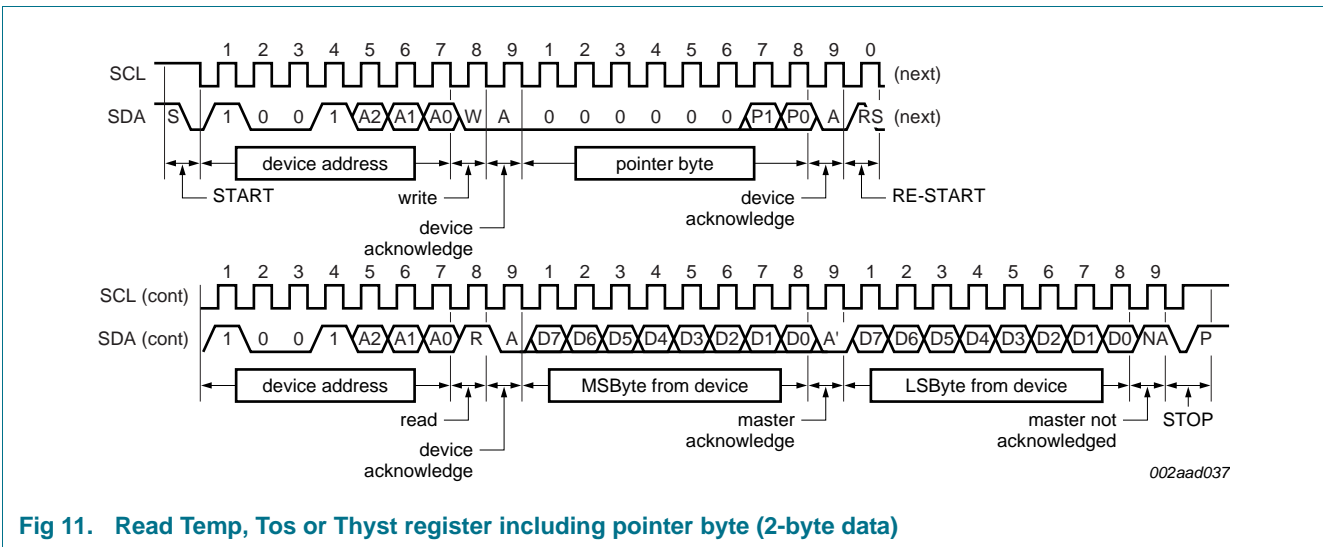 1 2 3 4 5 6 7 8 9 1 2 3 4 5 6 7 8 9 0
SCL (next)
SDA S 1 0 0 1 A2 A1 A0 W A 0 0 0 0 0 0 P1 P0 A RS (next)
device address pointer byte
START write device acknowledge device acknowledge RE-START
1 2 3 4 5 6 7 8 9 1 2 3 4 5 6 7 8 9 1 2 3 4 5 6 7 8 9
SCL (cont)
SDA (cont) 1 0 0 1 A2 A1 A0 R A D7 D6 D5 D4 D3 D2 D1 D0 A' D7 D6 D5 D4 D3 D2 D1 D0 NA P
device address MSByte from device LSByte from device
read device acknowledge master acknowledge master not acknowledged STOP
002aad037
Fig 11. Read Temp, Tos or Thyst register including pointer byte (2-byte data)